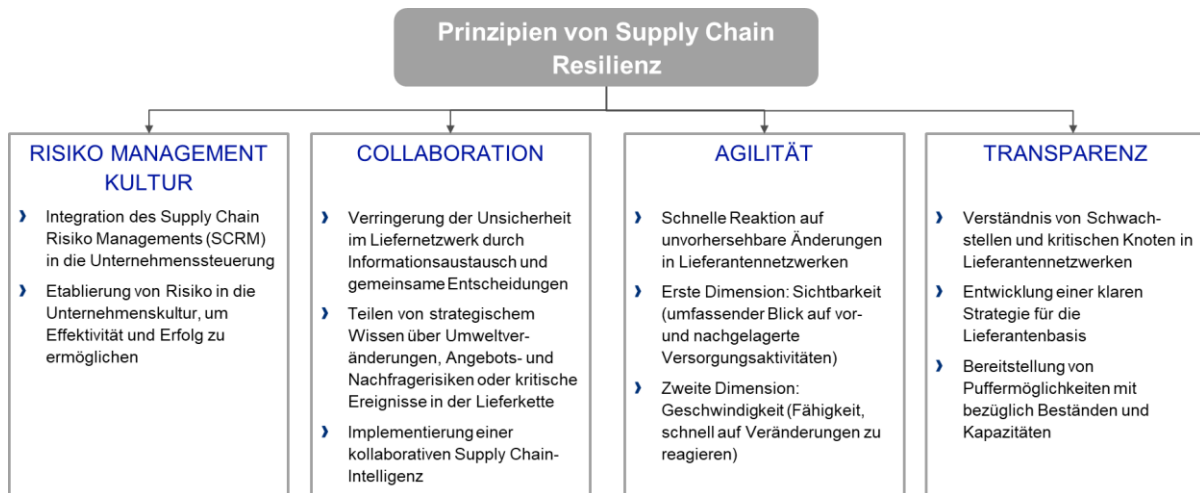 Prinzipien von Supply Chain
Resilienz
RISIKO MANAGEMENT
KULTUR
Integration des Supply Chain
Risiko Managements (SCRM)
in die Unternehmenssteuerung
Etablierung von Risiko in die
Unternehmenskultur, um
Effektivität und Erfolg zu
ermöglichen
COLLABORATION
Verringerung der Unsicherheit
im Liefernetzwerk durch
Informationsaustausch und
gemeinsame Entscheidungen
Teilen von strategischem
Wissen über Umweltver-
änderungen, Angebots- und
Nachfragerisiken oder kritische
Ereignisse in der Lieferkette
Implementierung einer
kollaborativen Supply Chain-
Intelligenz
AGILITÄT
Schnelle Reaktion auf
unvorhersehbare Änderungen
in Lieferantennetzwerken
Erste Dimension: Sichtbarkeit
(umfassender Blick auf vor-
und nachgelagerte
Versorgungsaktivitäten)
Zweite Dimension:
Geschwindigkeit (Fähigkeit,
schnell auf Veränderungen zu
reagieren)
TRANSPARENZ
Verständnis von Schwach-
stellen und kritischen Knoten in
Lieferantennetzwerken
Entwicklung einer klaren
Strategie für die
Lieferantenbasis
Bereitstellung von
Puffermöglichkeiten mit
bezüglich Beständen und
Kapazitäten